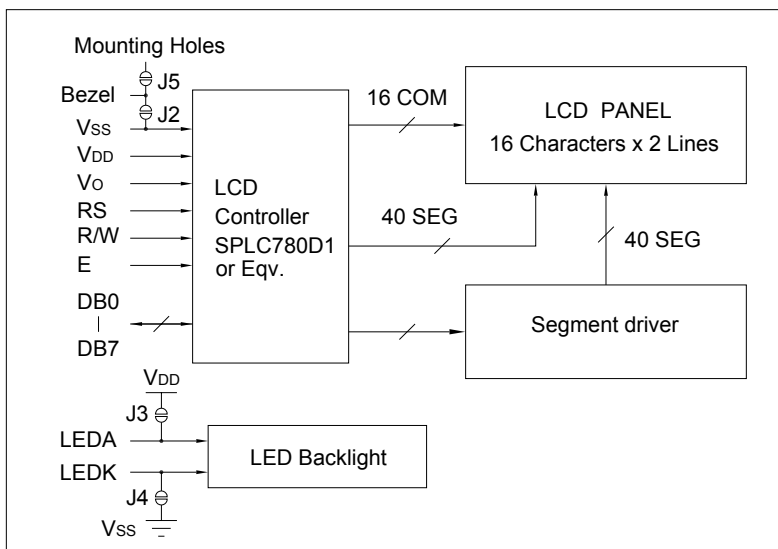 Mounting Holes
J5
Bezel
J2
VSS
VDD
VO
RS
R/W
E
DB0
DB7
LCD
Controller
SPLC780D1
or Eqv.
16 COM
40 SEG
LCD PANEL
16 Characters x 2 Lines
40 SEG
Segment driver
VDD
J3
LEDA
LEDK
J4
VSS
LED Backlight